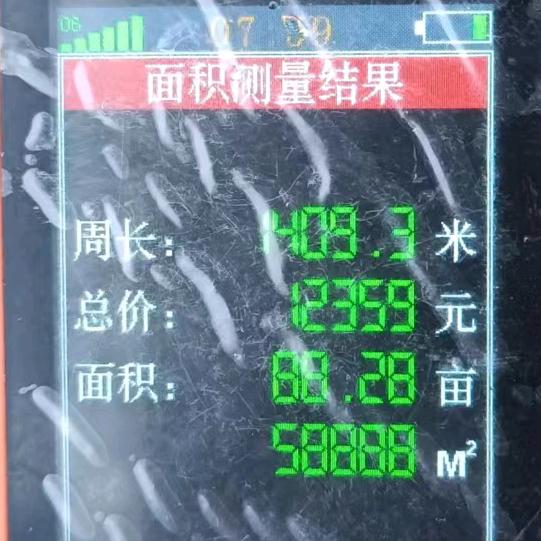 06
面积测量结果
周长: 1409.3 米
总价: 12359 元
面积: 88.28 亩
M²